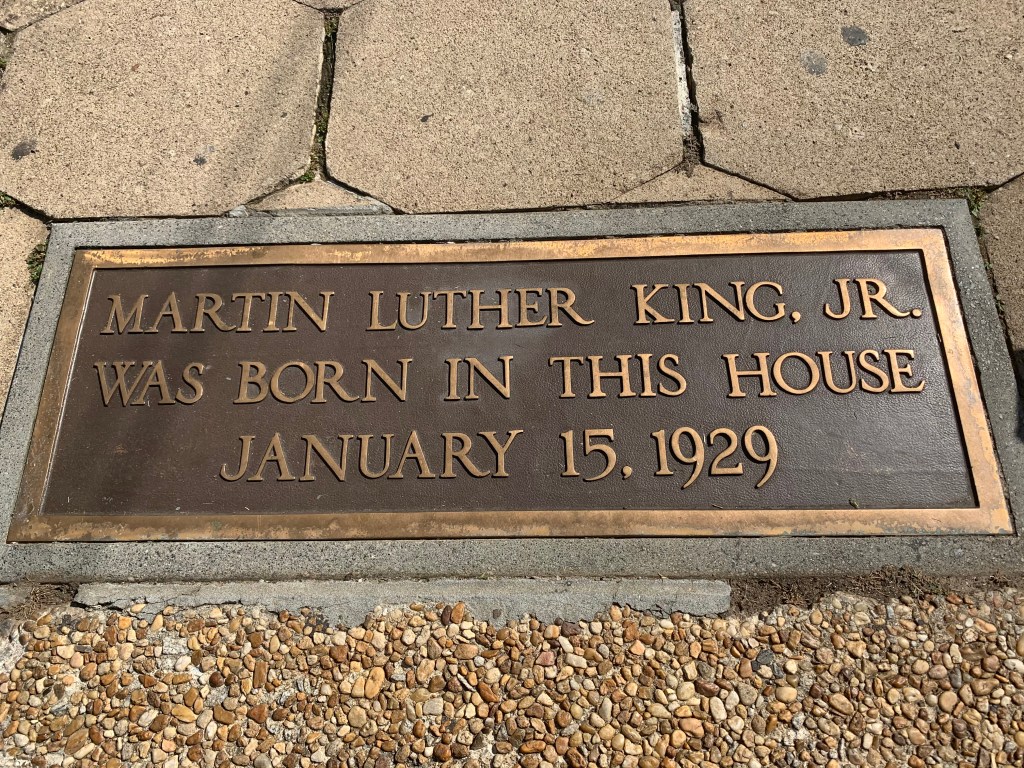 MARTIN LUTHER KING, JR.
WAS BORN IN THIS HOUSE
JANUARY 15, 1929